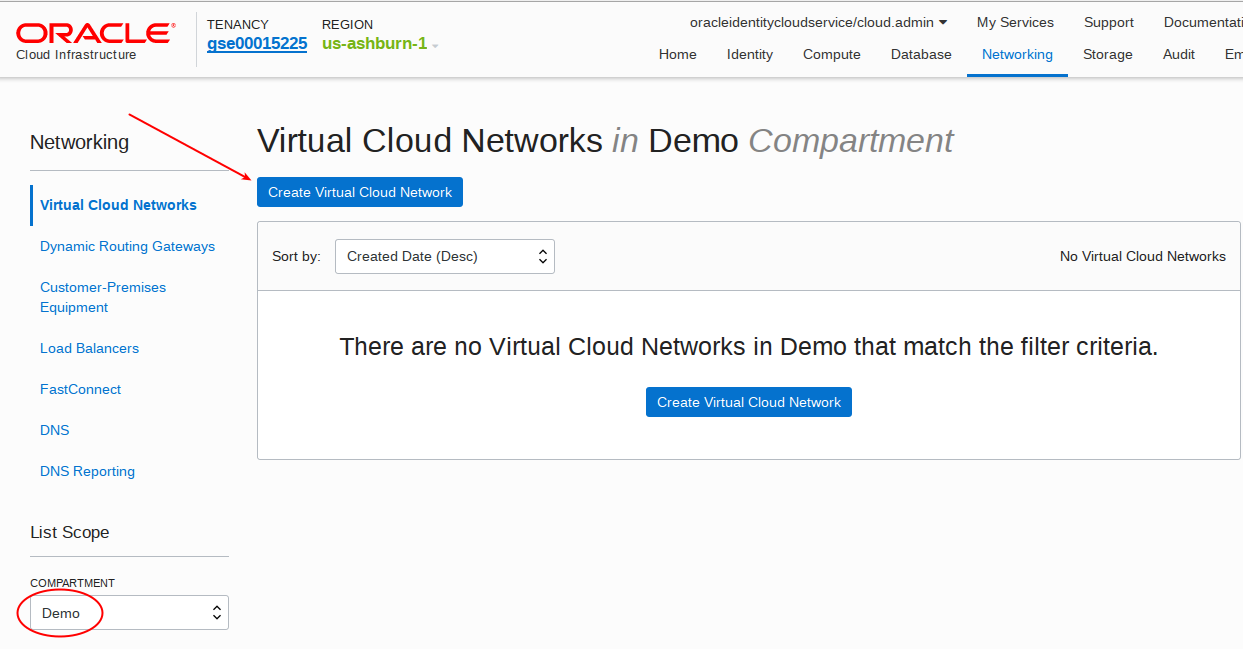 ORACLE®
Cloud Infrastructure
TENANCY
gse00015225
REGION
us-ashburn-1
oracleidentitycloudservice/cloud.admin
My Services
Support
Documentati
Home
Identity
Compute
Database
Networking
Storage
Audit
Em
Networking
Virtual Cloud Networks
Dynamic Routing Gateways
Customer-Premises
Equipment
Load Balancers
FastConnect
DNS
DNS Reporting
List Scope
COMPARTMENT
Demo
Virtual Cloud Networks in Demo Compartment
Create Virtual Cloud Network
Sort by:
Created Date (Desc)
No Virtual Cloud Networks
There are no Virtual Cloud Networks in Demo that match the filter criteria.
Create Virtual Cloud Network